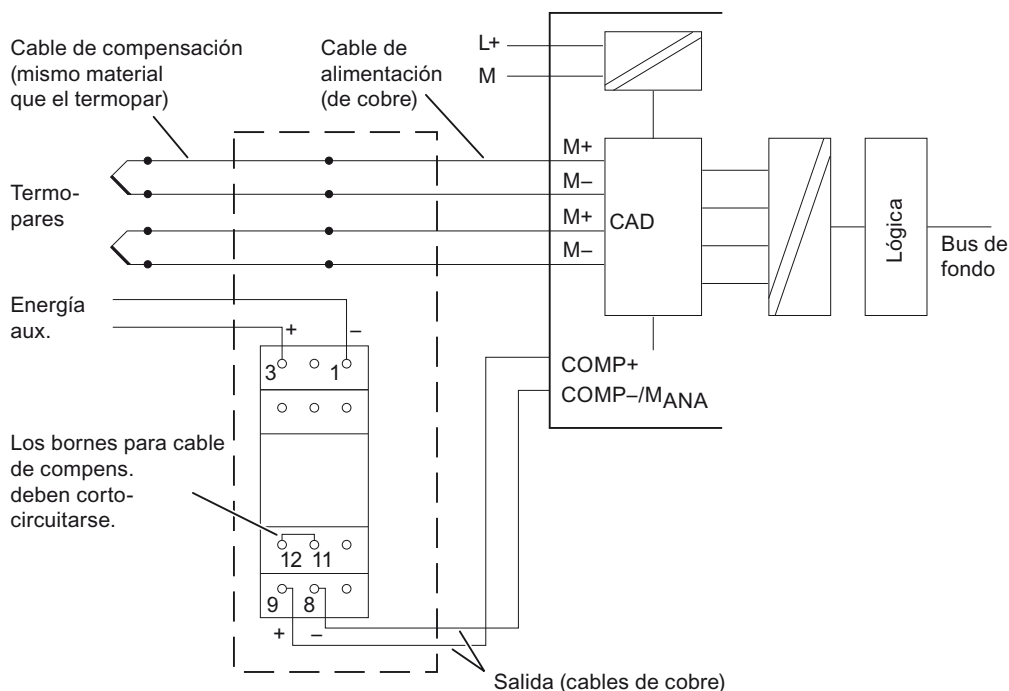 Cable de compensación
(mismo material
que el termopar)
Cable de
alimentación
(de cobre)
L+
M
M+
M–
M+
M–
CAD
Lógica
Bus de
fondo
Termo-
pares
Energía
aux.
+
–
3
1
COMP+
COMP–/MANA
Los bornes para cable
de compens.
deben corto-
circuitarse.
12
11
9
8
+
–
Salida (cables de cobre)